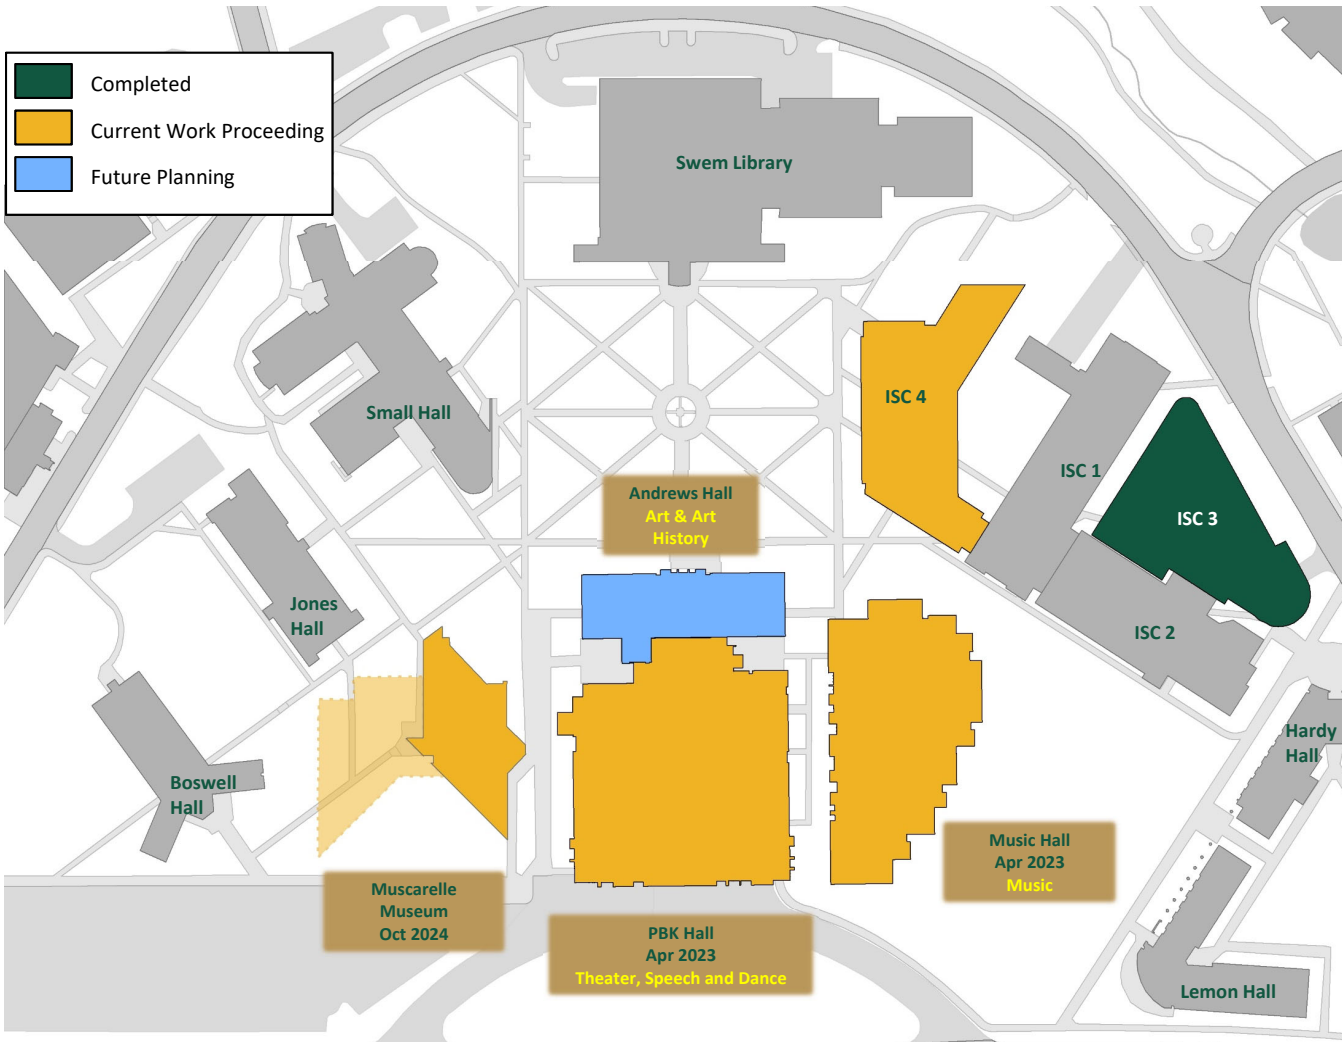 Completed
Current Work Proceeding
Future Planning
Swem Library
Small Hall
ISC 4
ISC 1
ISC 3
ISC 2
Andrews Hall
Art & Art
History
Jones
Hall
Boswell
Hall
Hardy
Hall
Muscarelle
Museum
Oct 2024
PBK Hall
Apr 2023
Theater, Speech and Dance
Music Hall
Apr 2023
Music
Lemon Hall